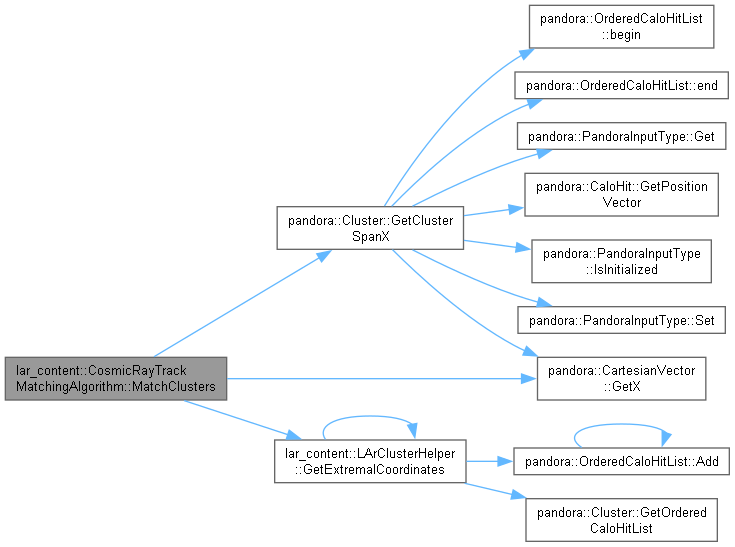 pandora::OrderedCaloHitList
::begin
pandora::OrderedCaloHitList::end
pandora::PandoraInputType::Get
pandora::CaloHit::GetPosition
Vector
pandora::Cluster::GetCluster
SpanX
pandora::PandoraInputType
::IsInitialized
pandora::PandoraInputType::Set
lar_content::CosmicRayTrack
MatchingAlgorithm::MatchClusters
pandora::CartesianVector
::GetX
lar_content::LArClusterHelper
::GetExtremalCoordinates
pandora::OrderedCaloHitList::Add
pandora::Cluster::GetOrdered
CaloHitList